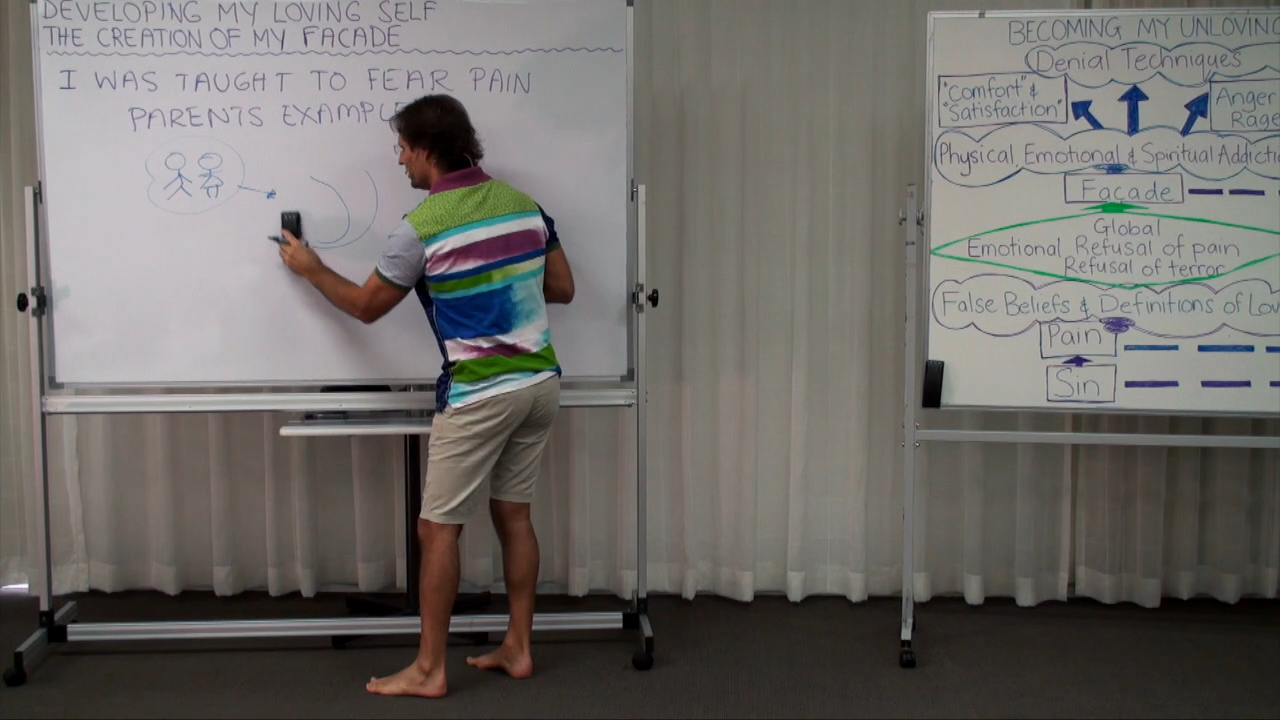 DEVELOPING MY LOVING SELF
THE CREATION OF MY FACADE
I WAS TAUGHT TO FEAR PAIN
PARENTS EXAMPLE
BECOMING MY UNLOVING
Denial Techniques
"Comfort" &
"Satisfaction"
Anger
Rage
Physical, Emotional & Spiritual Addicti
Facade
Global
Emotional Refusal of pain
Refusal of terror
False Beliefs & Definitions of Lov
Pain
Sin